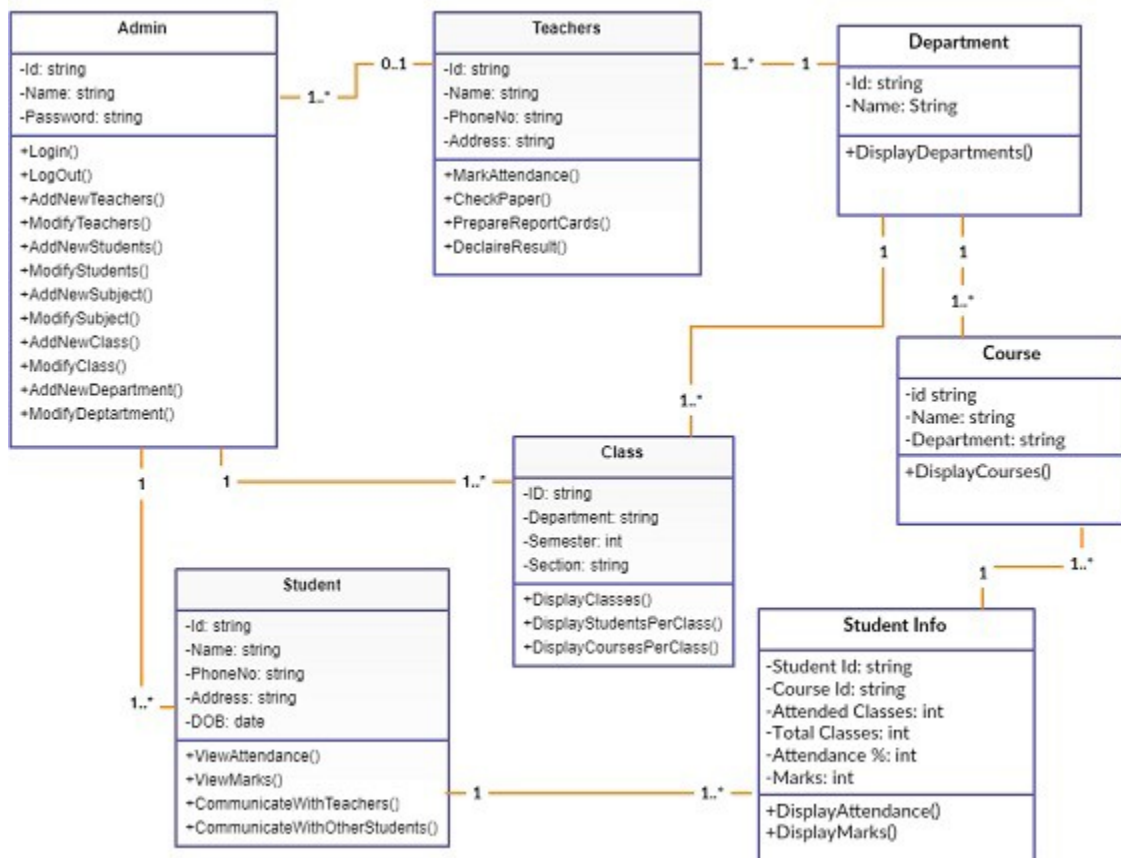 Admin
-Id: string
-Name: string
-Password: string
+Login()
+LogOut()
+AddNewTeachers()
+ModifyTeachers()
+AddNewStudents()
+ModifyStudents()
+AddNewSubject()
+ModifySubject()
+AddNewClass()
+ModifyClass()
+AddNewDepartment()
+ModifyDeptartment()
1..*
0..1
Teachers
-Id: string
-Name: string
-PhoneNo: string
-Address: string
+MarkAttendance()
+CheckPaper()
+PrepareReportCards()
+DeclaireResult()
1..*
1
Department
-Id: string
-Name: String
+DisplayDepartments()
1
1
1..*
1..*
Course
-id string
-Name: string
-Department: string
+DisplayCourses()
1
1
1..*
Class
-ID: string
-Department: string
-Semester: int
-Section: string
+DisplayClasses()
+DisplayStudentsPerClass()
+DisplayCoursesPerClass()
1..*
1
1..*
Student
-Id: string
-Name: string
-PhoneNo: string
-Address: string
-DOB: date
+ViewAttendance()
+ViewMarks()
+CommunicateWithTeachers()
+CommunicateWithOtherStudents()
1
1..*
Student Info
-Student Id: string
-Course Id: string
-Attended Classes: int
-Total Classes: int
-Attendance %: int
-Marks: int
+DisplayAttendance()
+DisplayMarks()